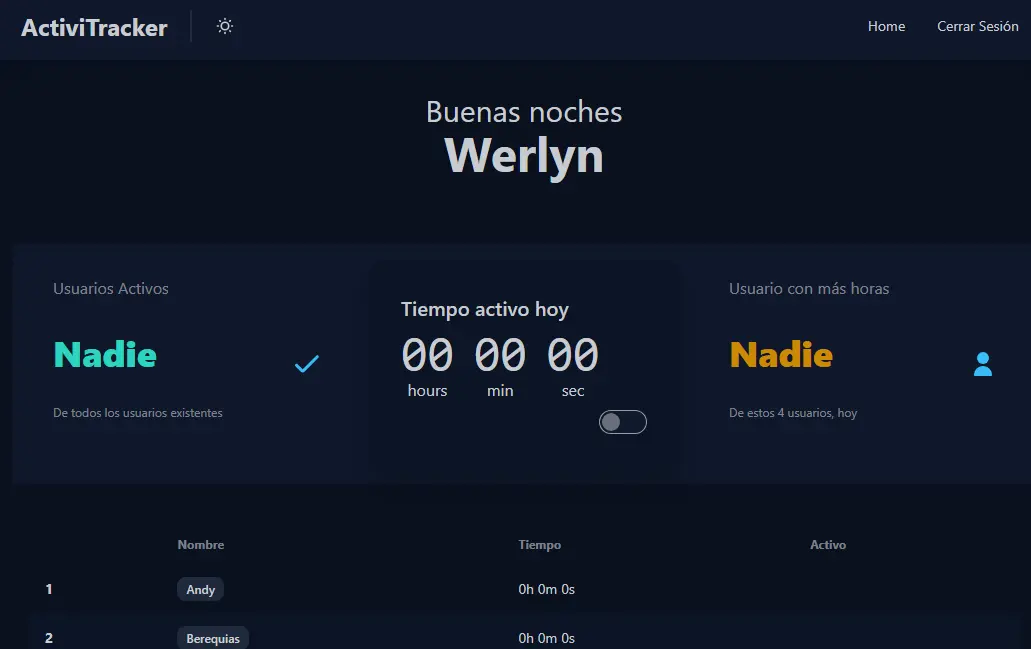 ActiviTracker
Home Cerrar Sesión
Buenas noches
Werlyn
Usuarios Activos
Nadie
De todos los usuarios existentes
Tiempo activo hoy
00 00 00
hours min sec
Usuario con más horas
Nadie
De estos 4 usuarios, hoy
Nombre Tiempo Activo
1 Andy 0h 0m 0s
2 Berequias 0h 0m 0s